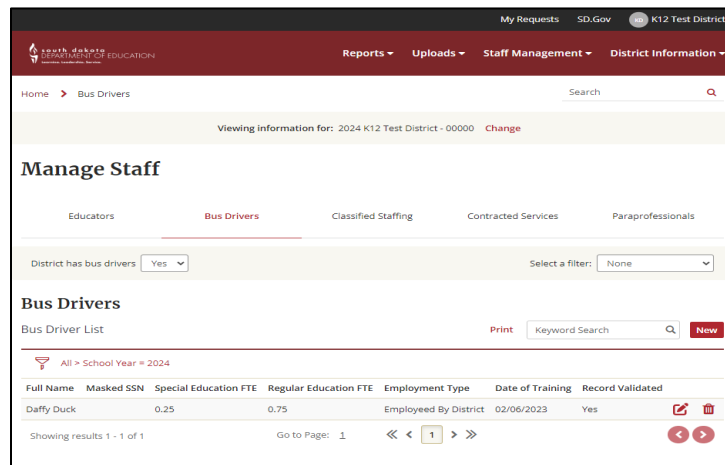 My Requests SD.Gov KD K12 Test District
south dakota
DEPARTMENT OF EDUCATION
Learning. Leadership. Service.
Reports Uploads Staff Management District Information
Home > Bus Drivers Search
Viewing information for: 2024 K12 Test District - 00000 Change
Manage Staff
Educators Bus Drivers Classified Staffing Contracted Services Paraprofessionals
District has bus drivers Yes Select a filter: None
Bus Drivers
Bus Driver List Print Keyword Search New
All > School Year = 2024
Full Name Masked SSN Special Education FTE Regular Education FTE Employment Type Date of Training Record Validated
Daffy Duck 0.25 0.75 Employeed By District 02/06/2023 Yes
Showing results 1 - 1 of 1 Go to Page: 1 1